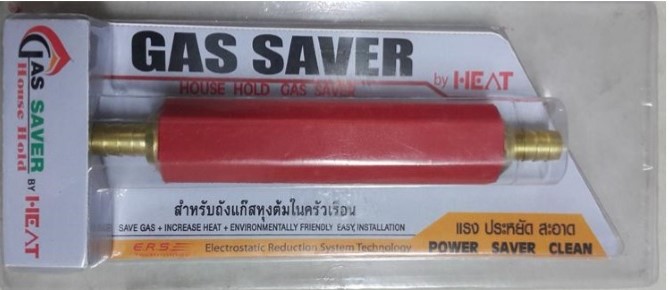 GAS SAVER
HOUSE HOLD GAS SAVER
by HEAT
GAS SAVER
House Hold
BY HEAT
สำหรับถังแก๊สหุงต้มในครัวเรือน
SAVE GAS + INCREASE HEAT + ENVIRONMENTALLY FRIENDLY EASY INSTALLATION
E.R.S. Electrostatic Reduction System Technology
แรง ประหยัด สะอาด
POWER SAVER CLEAN